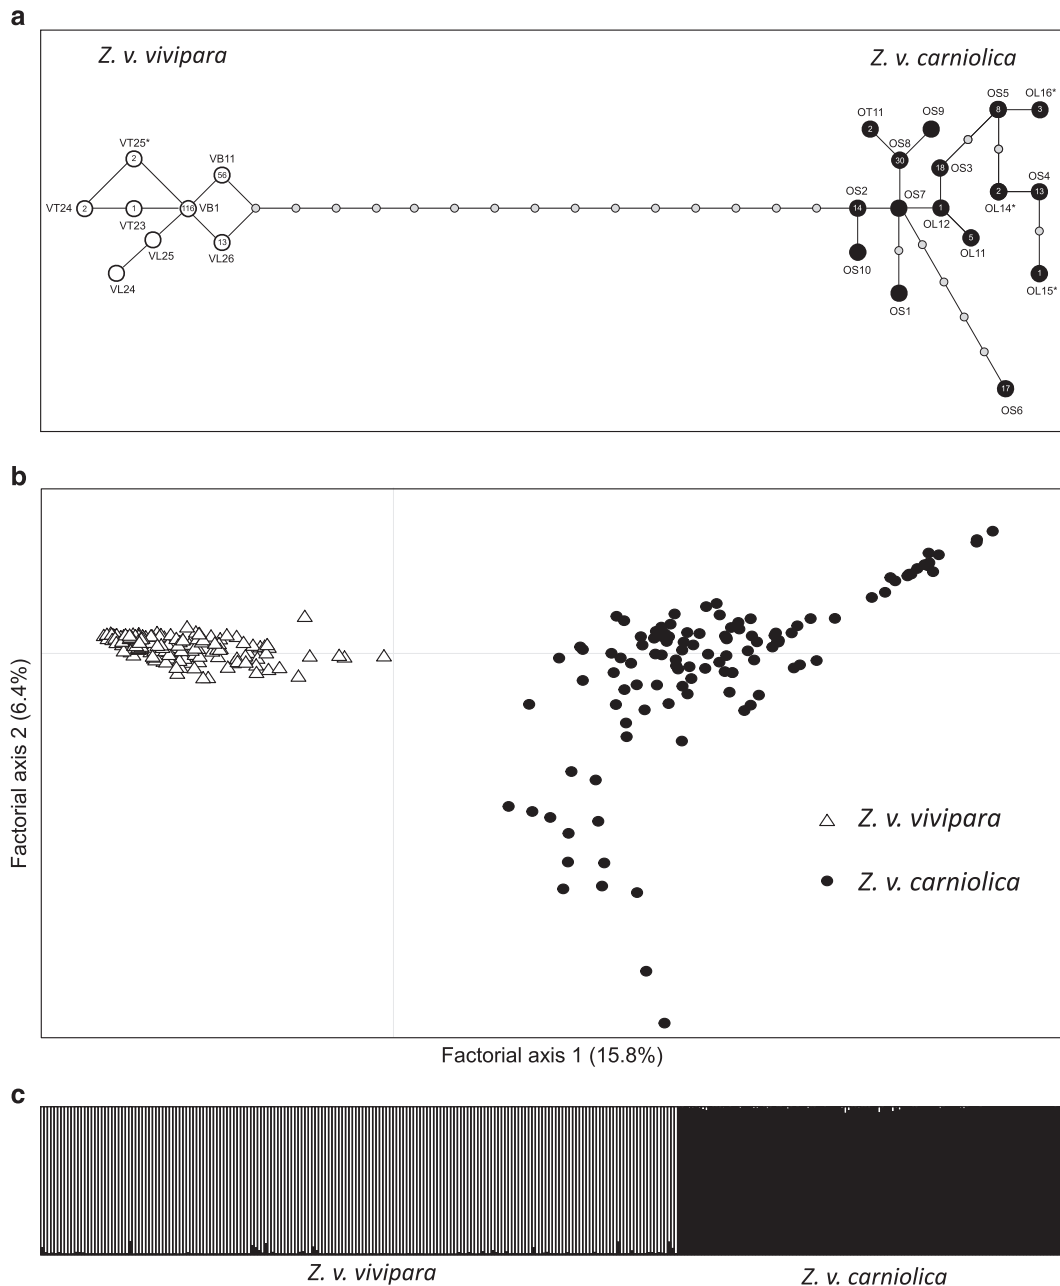 a
Z. v. vivipara
Z. v. carniolica
OS5
OL16*
8
3
OT11
OS9
2
VT25*
2
VB11
OS8
30
18
OS3
56
VT24
2
1
116
VB1
OS2
14
OS7
1
2
OS4
13
VT23
OL12
OL14*
13
5
VL25
VL26
OL11
OS10
VL24
1
OL15*
OS1
17
OS6
b
Factorial axis 2 (6.4%)
Z. v. vivipara
Z. v. carniolica
Factorial axis 1 (15.8%)
c
Z. v. vivipara
Z. v. carniolica